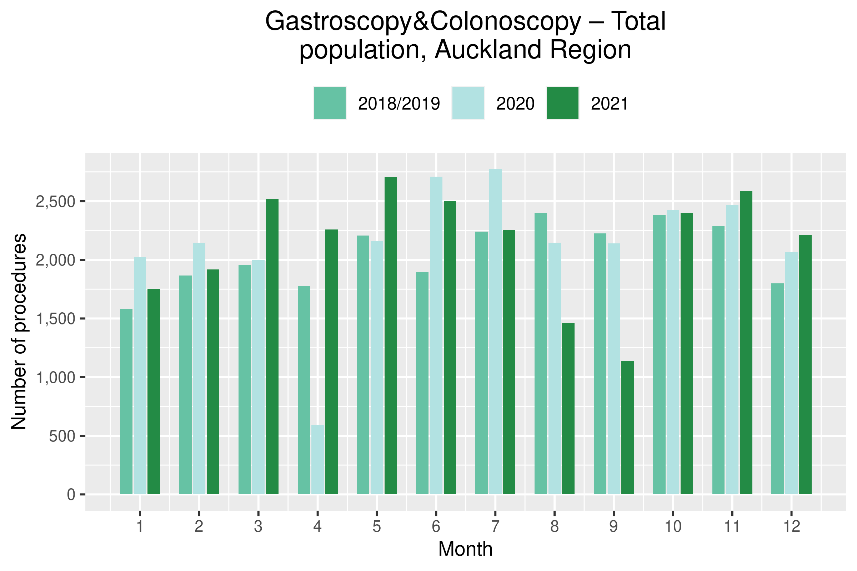 Gastroscopy&Colonoscopy – Total
population, Auckland Region
2018/2019 2020 2021
Number of procedures
2,500
2,000
1,500
1,000
500
0
1 2 3 4 5 6 7 8 9 10 11 12
Month